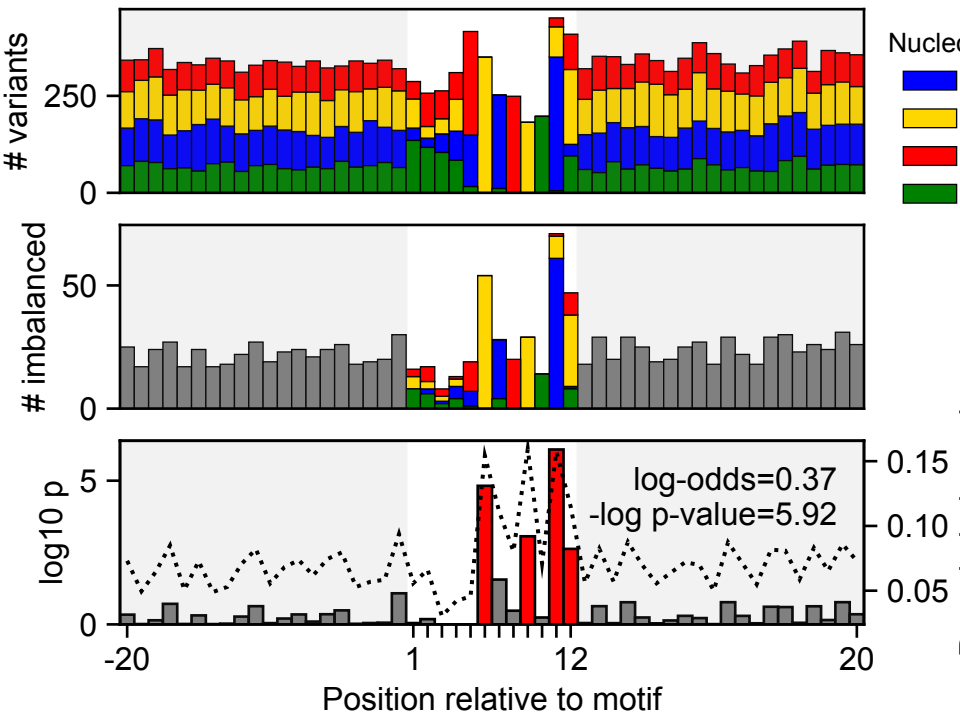 # variants
250
0
Nucleo
# imbalanced
50
0
log10 p
5
0
log-odds=0.37
-log p-value=5.92
0.15
0.10
0.05
-20
1
12
20
Position relative to motif